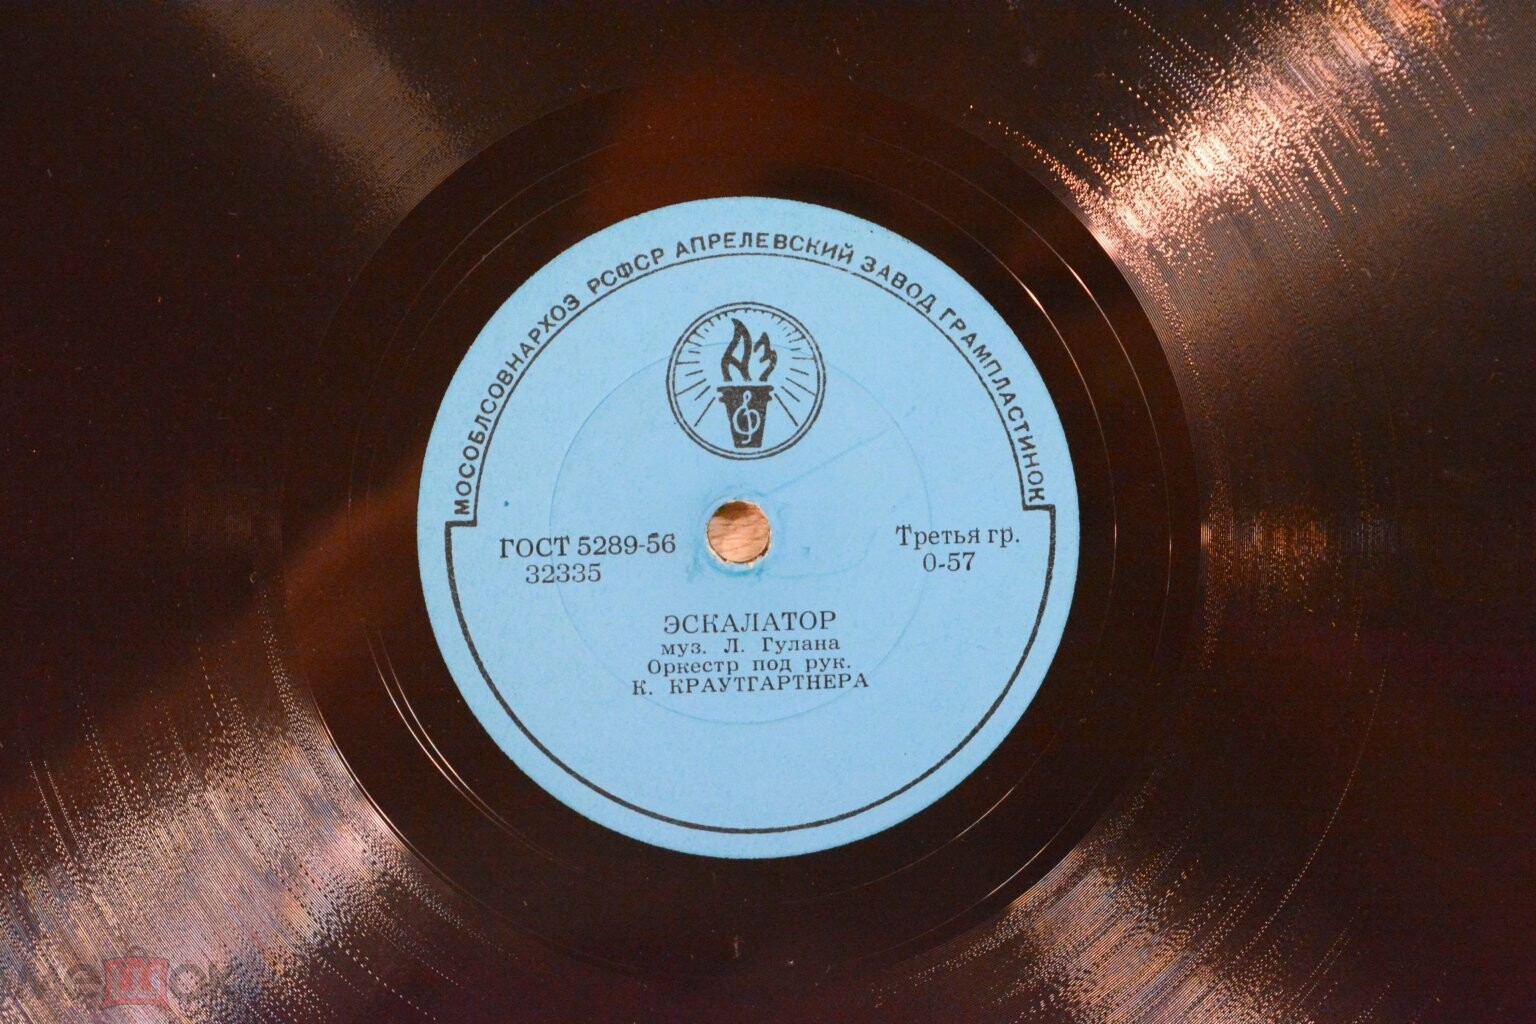 МОСОБЛСОВНАРХОЗ РСФСР АПРЕЛЕВСКИЙ ЗАВОД ГРАМПЛАСТИНОК
АЗ
ГОСТ 5289-56
32335
Третья гр.
0-57
ЭСКАЛАТОР
муз. Л. Гулана
Оркестр под рук.
К. КРАУТГАРТНЕРА